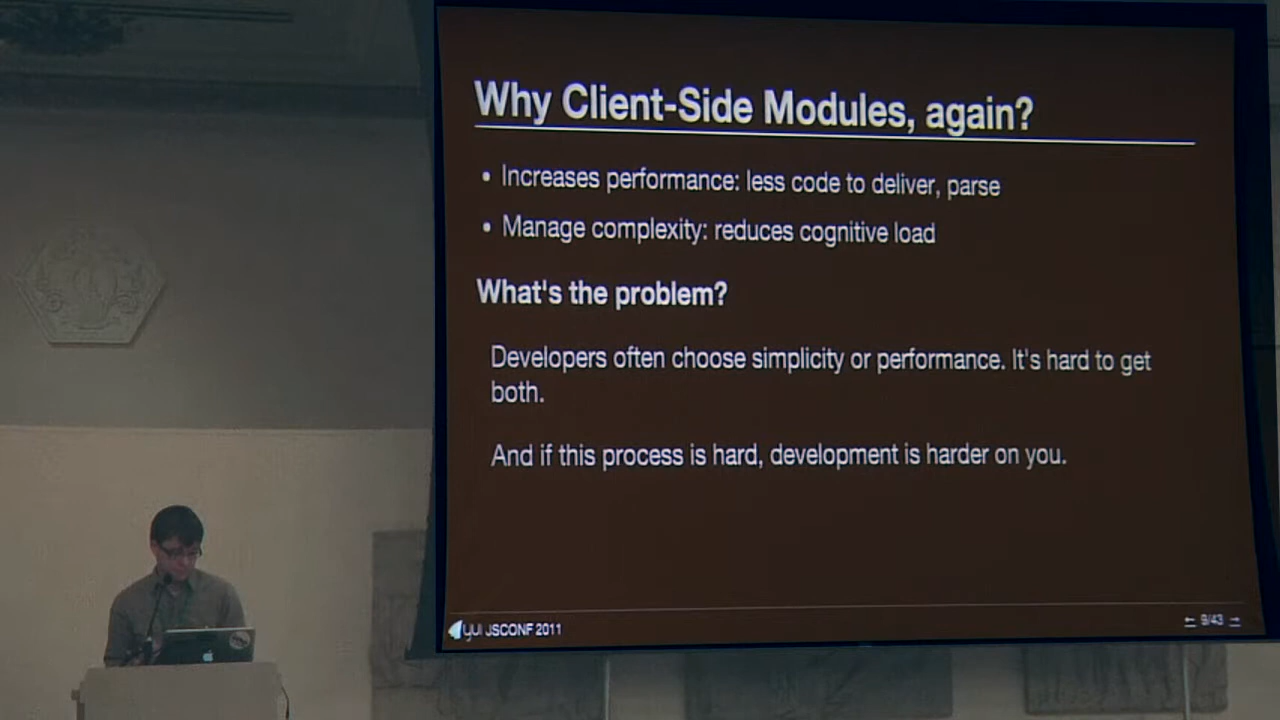 Why Client-Side Modules, again?
• Increases performance: less code to deliver, parse
• Manage complexity: reduces cognitive load
What's the problem?
Developers often choose simplicity or performance. It's hard to get
both.
And if this process is hard, development is harder on you.
yui JSCONF 2011
← 9/43 →